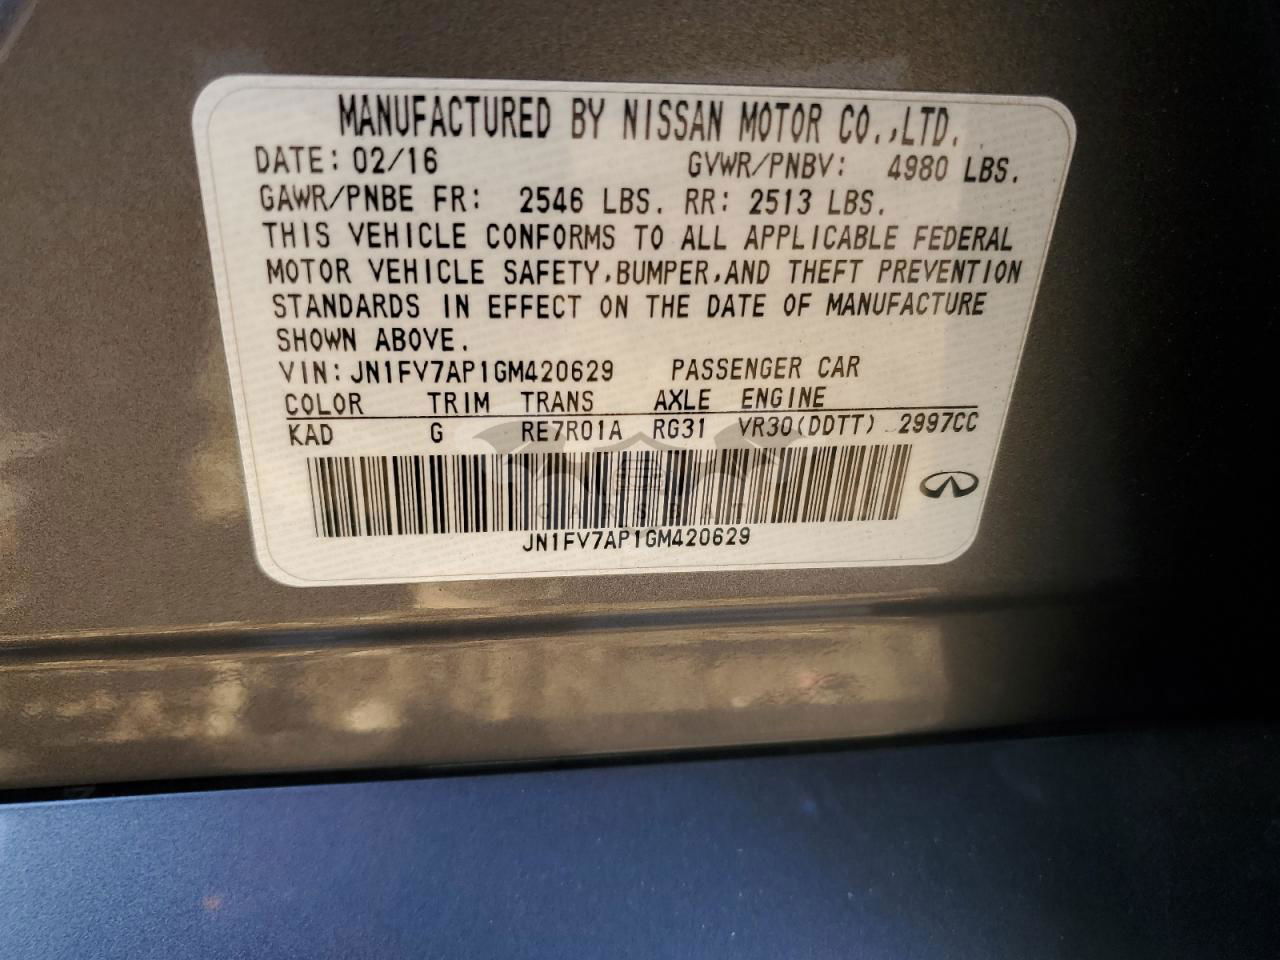 MANUFACTURED BY NISSAN MOTOR CO.,LTD.
DATE: 02/16 GVWR/PNBV: 4980 LBS.
GAWR/PNBE FR: 2546 LBS. RR: 2513 LBS.
THIS VEHICLE CONFORMS TO ALL APPLICABLE FEDERAL
MOTOR VEHICLE SAFETY,BUMPER,AND THEFT PREVENTION
STANDARDS IN EFFECT ON THE DATE OF MANUFACTURE
SHOWN ABOVE.
VIN: JN1FV7AP1GM420629 PASSENGER CAR
COLOR TRIM TRANS AXLE ENGINE
KAD G RE7R01A RG31 VR30(DDTT) 2997CC
CARSBAT
JN1FV7AP1GM420629